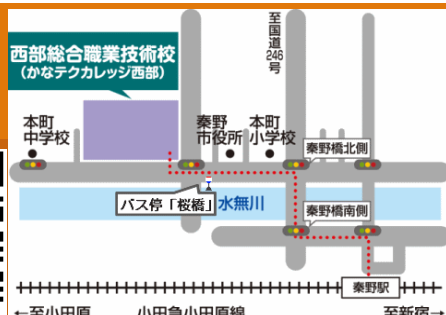 西部総合職業技術校
(かなテクカレッジ西部)
至国道
246
号
本町
中学校
秦野
市役所
本町
小学校
秦野橋北側
バス停「桜橋」
水無川
秦野橋南側
秦野駅
←至小田原
小田急小田原線
至新宿→